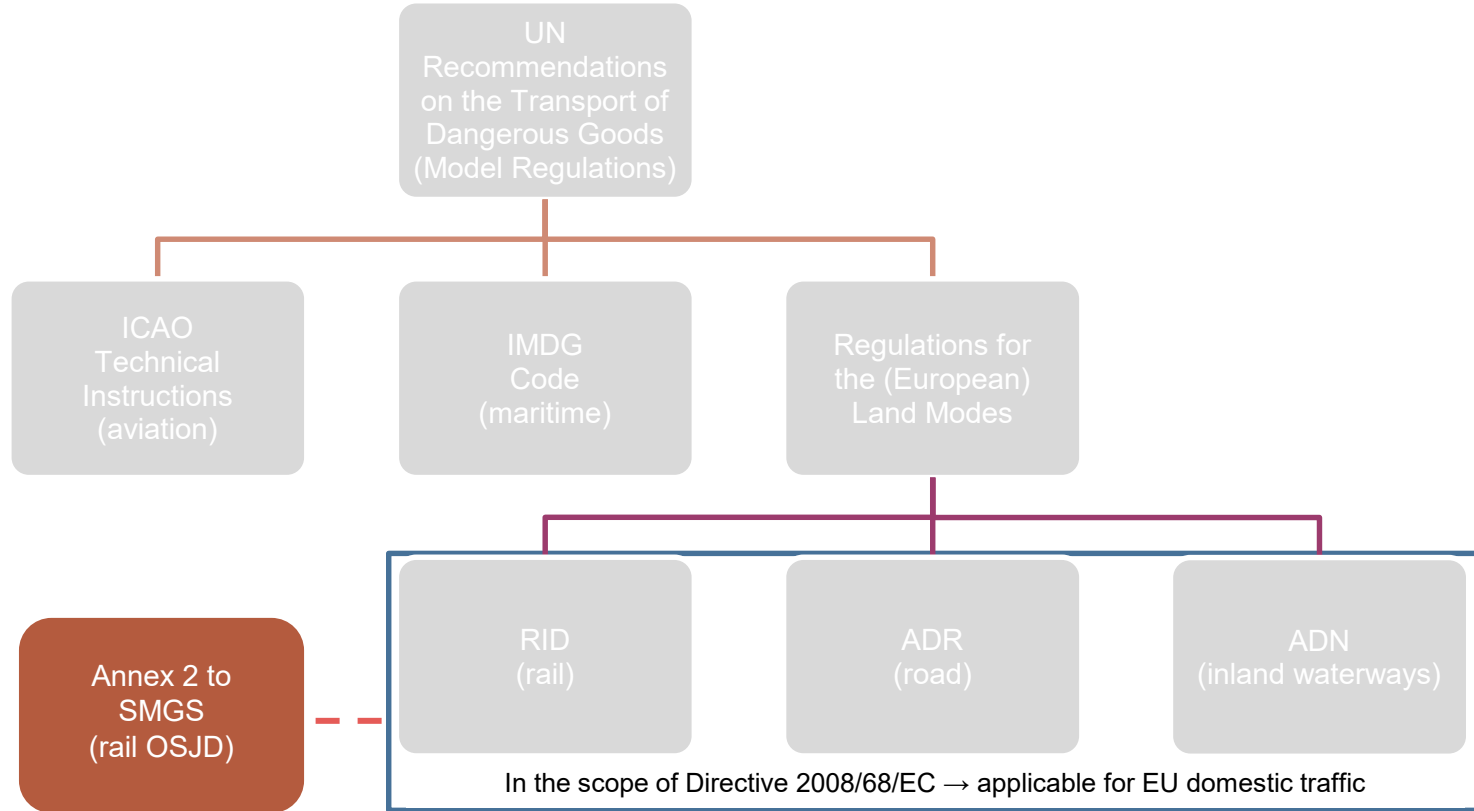 UN
Recommendations
on the Transport of
Dangerous Goods
(Model Regulations)
ICAO
Technical
Instructions
(aviation)
IMDG
Code
(maritime)
Regulations for
the (European)
Land Modes
Annex 2 to
SMGS
(rail OSJD)
RID
(rail)
ADR
(road)
ADN
(inland waterways)
In the scope of Directive 2008/68/EC → applicable for EU domestic traffic